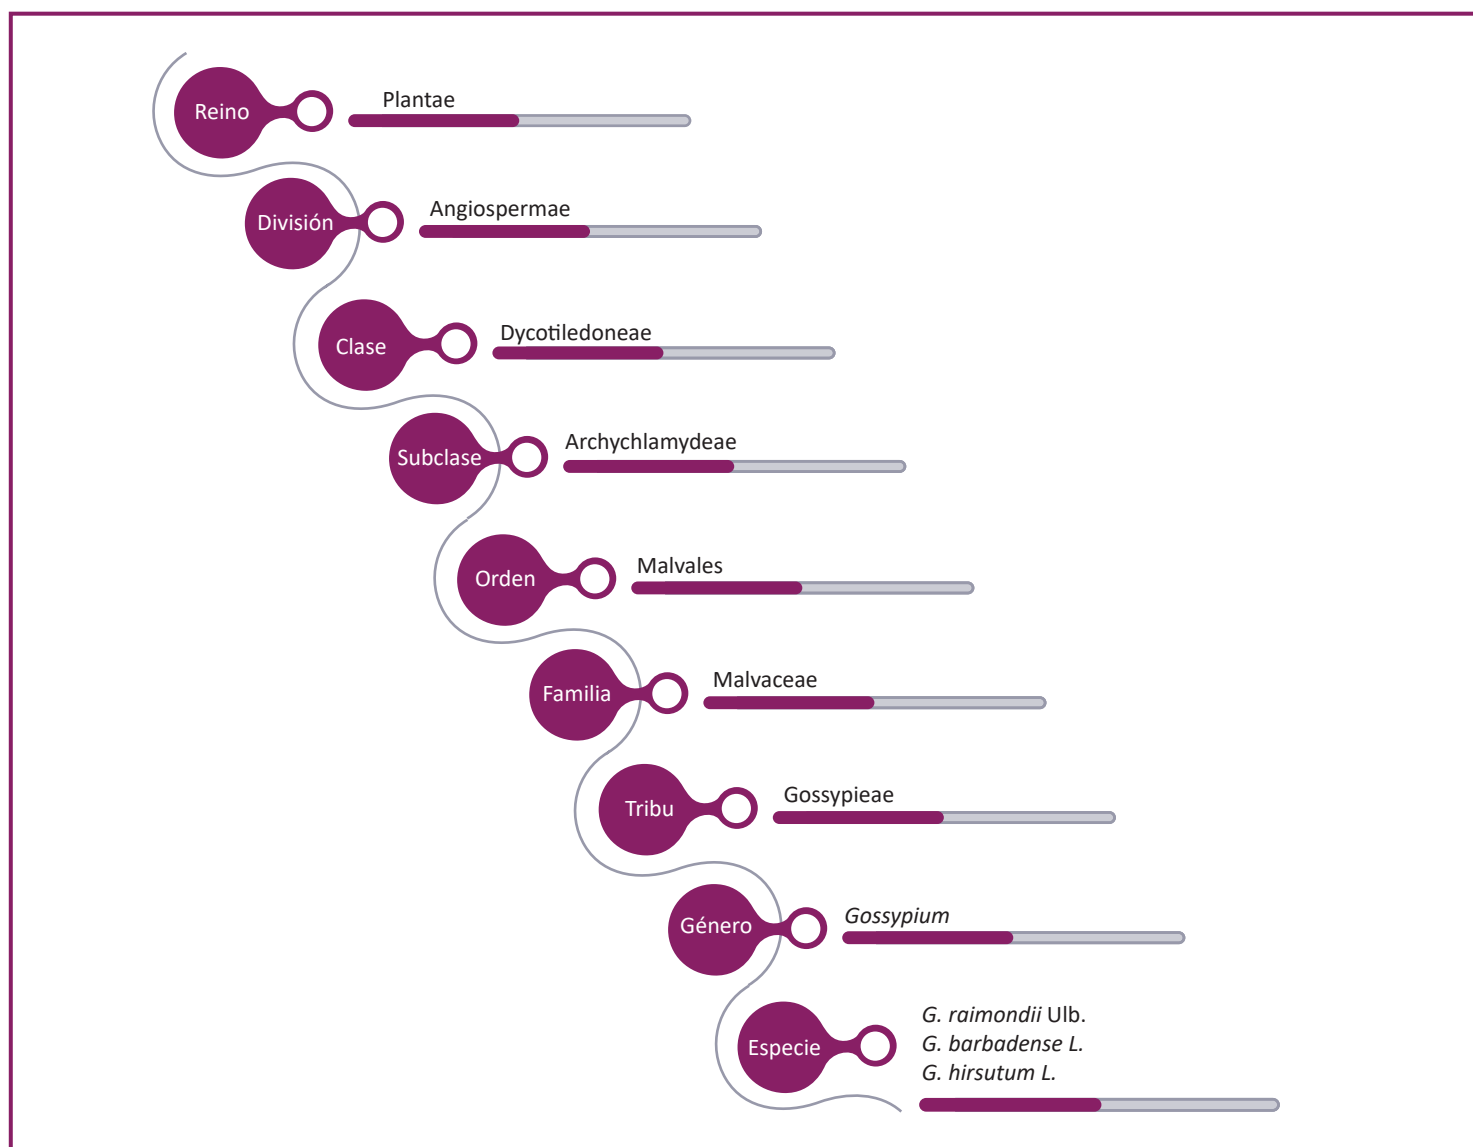 Reino
Plantae
División
Angiospermae
Clase
Dycotiledoneae
Subclase
Archychlamydeae
Orden
Malvales
Familia
Malvaceae
Tribu
Gossypieae
Género
Gossypium
Especie
G. raimondii Ulb.
G. barbadense L.
G. hirsutum L.